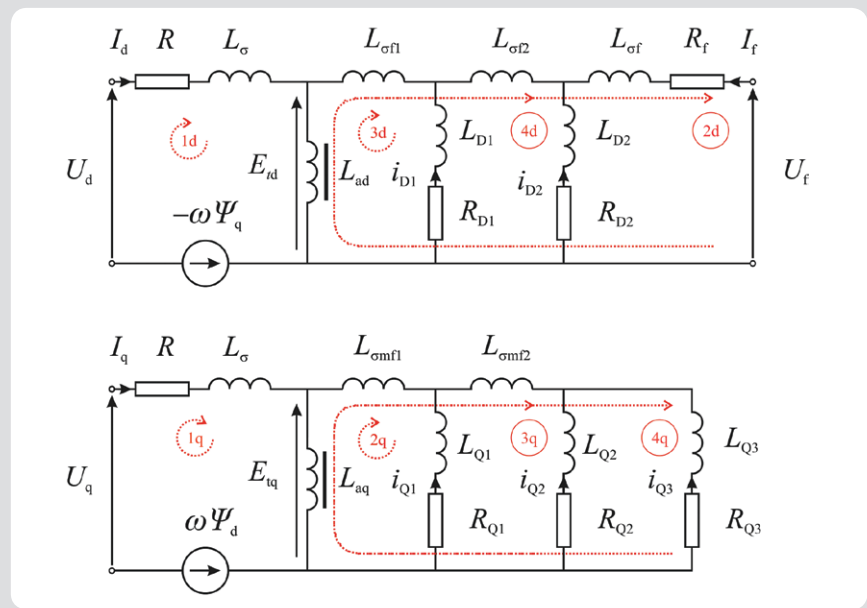 I_d R L_σ L_σf1 L_σf2 L_σf R_f I_f
1d 3d L_D1 4d L_D2 2d
U_d E_td L_ad i_D1 i_D2 U_f
-ωΨ_q R_D1 R_D2
I_q R L_σ L_σmf1 L_σmf2
1q 2q L_Q1 3q L_Q2 4q L_Q3
U_q E_tq L_aq i_Q1 i_Q2 i_Q3
ωΨ_d R_Q1 R_Q2 R_Q3